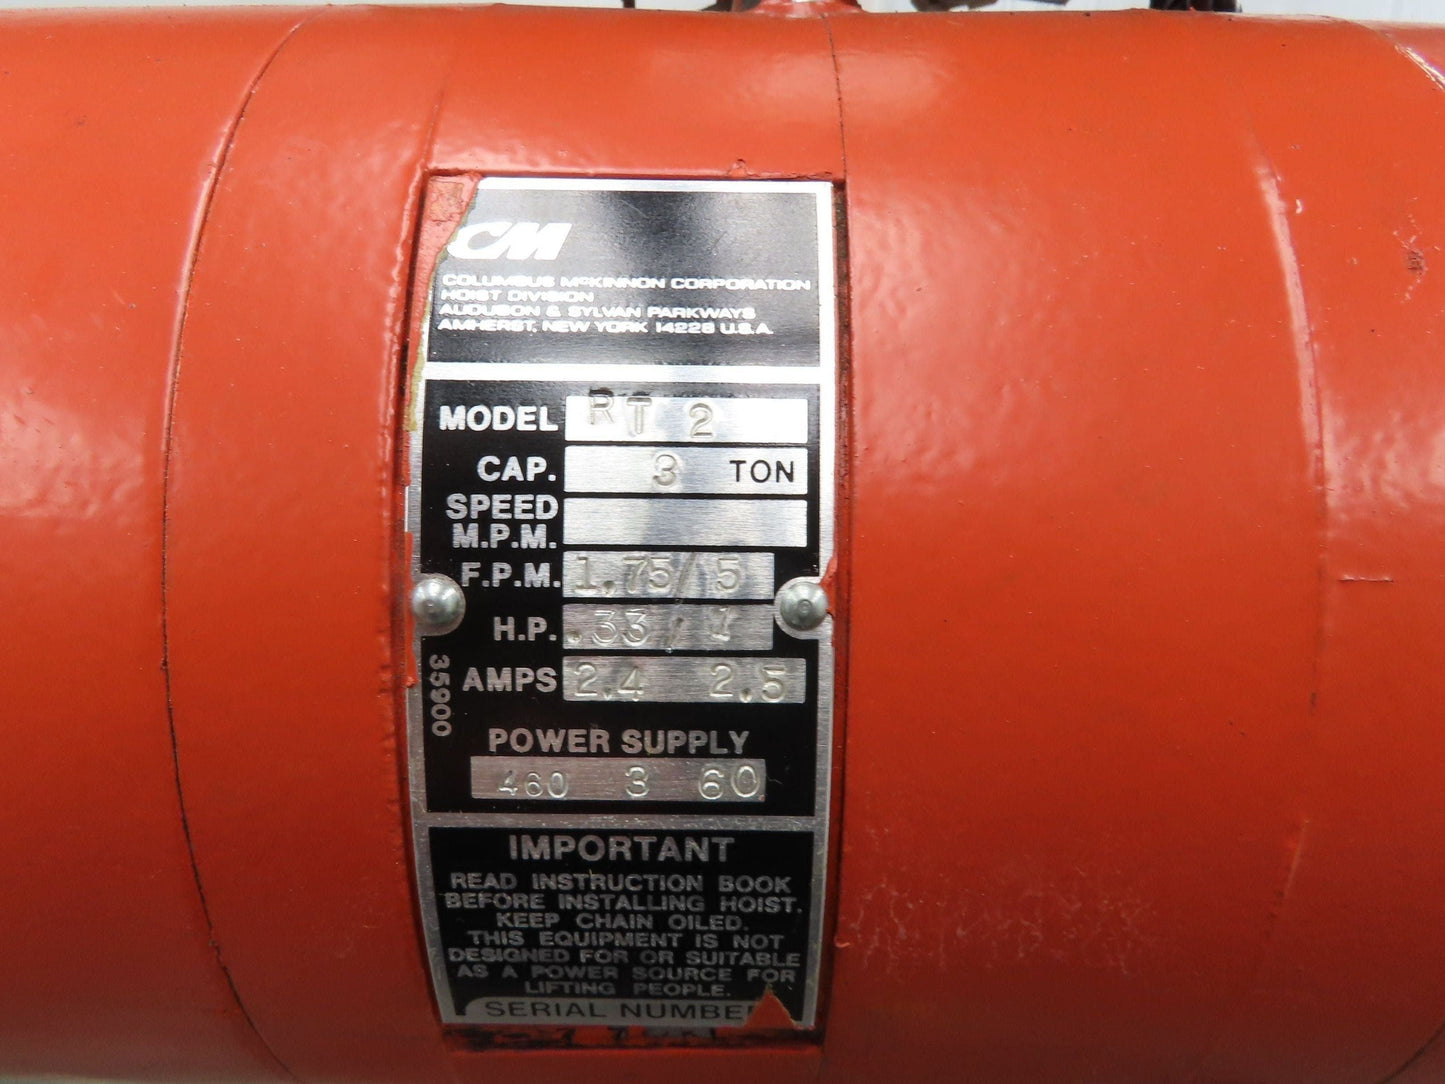 CM
COLUMBUS McKINNON CORPORATION
HOIST DIVISION
AUDUBON & SYLVAN PARKWAYS
AMHERST, NEW YORK 14228 U.S.A.
MODEL RT 2
CAP. 3 TON
SPEED
M.P.M.
F.P.M. 1.75/ 5
H.P. .33/ 1
AMPS 2.4 2.5
35900
POWER SUPPLY
460 3 60
IMPORTANT
READ INSTRUCTION BOOK
BEFORE INSTALLING HOIST.
KEEP CHAIN OILED.
THIS EQUIPMENT IS NOT
DESIGNED FOR OR SUITABLE
AS A POWER SOURCE FOR
LIFTING PEOPLE.
SERIAL NUMBE